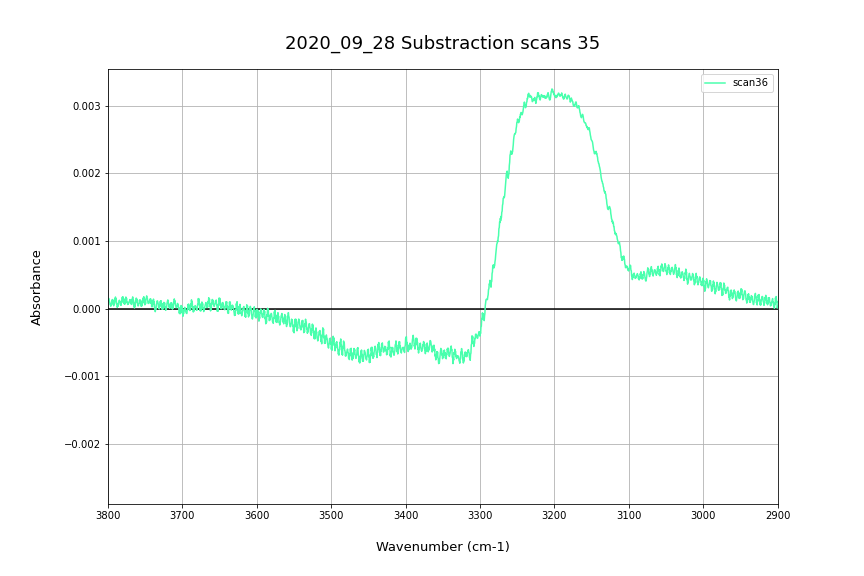 2020_09_28 Substraction scans 35
scan36
0.003
0.002
0.001
0.000
−0.001
−0.002
Absorbance
3800 3700 3600 3500 3400 3300 3200 3100 3000 2900
Wavenumber (cm-1)